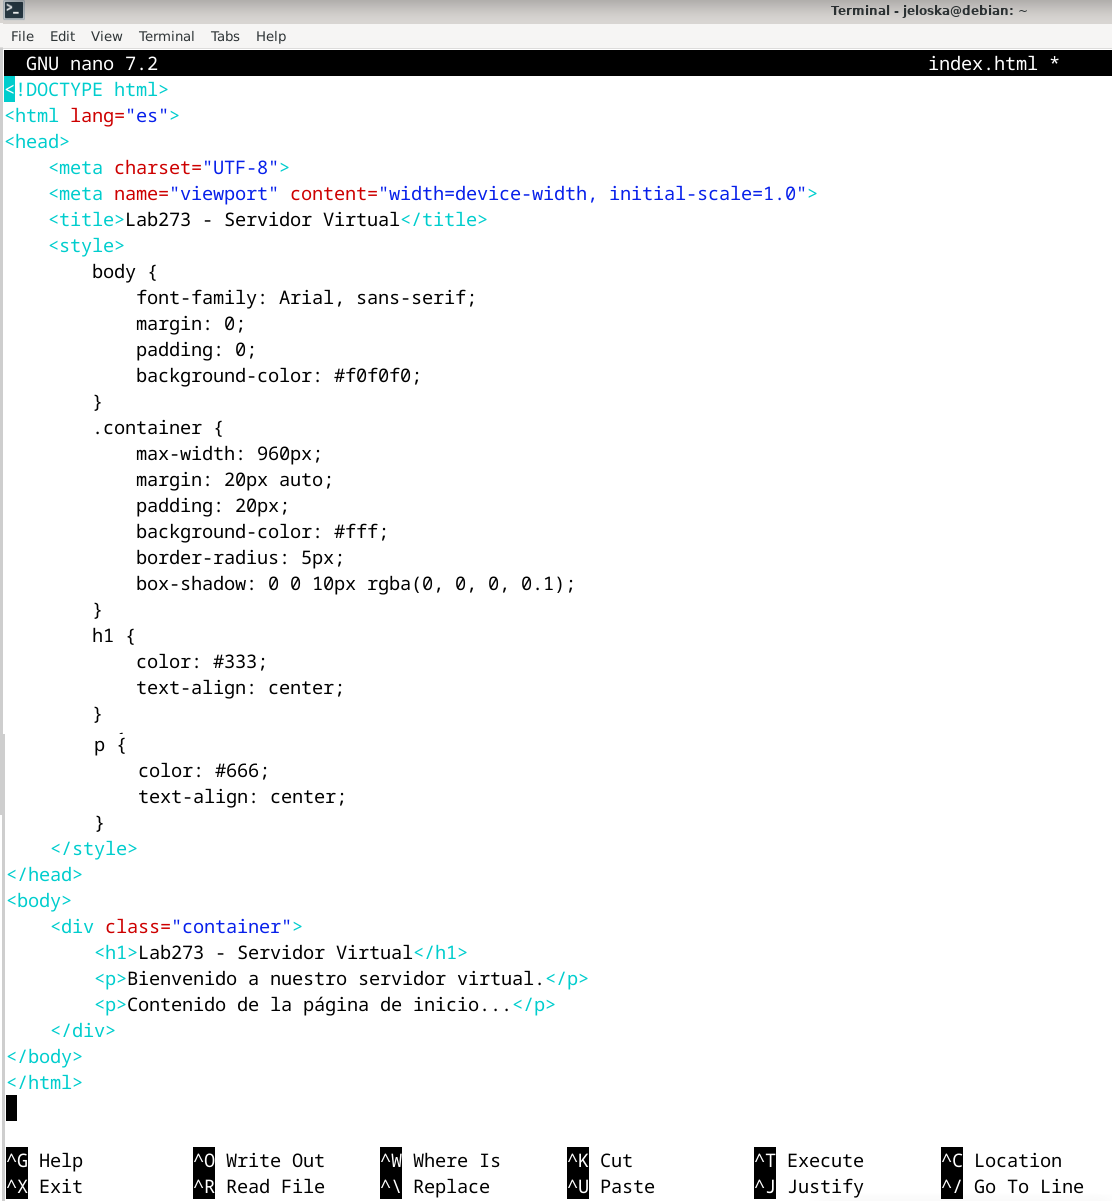 Terminal - jeloska@debian: ~
File Edit View Terminal Tabs Help
GNU nano 7.2 index.html *
<!DOCTYPE html>
<html lang="es">
<head>
    <meta charset="UTF-8">
    <meta name="viewport" content="width=device-width, initial-scale=1.0">
    <title>Lab273 - Servidor Virtual</title>
    <style>
        body {
            font-family: Arial, sans-serif;
            margin: 0;
            padding: 0;
            background-color: #f0f0f0;
        }
        .container {
            max-width: 960px;
            margin: 20px auto;
            padding: 20px;
            background-color: #fff;
            border-radius: 5px;
            box-shadow: 0 0 10px rgba(0, 0, 0, 0.1);
        }
        h1 {
            color: #333;
            text-align: center;
        }
        p {
            color: #666;
            text-align: center;
        }
    </style>
</head>
<body>
    <div class="container">
        <h1>Lab273 - Servidor Virtual</h1>
        <p>Bienvenido a nuestro servidor virtual.</p>
        <p>Contenido de la página de inicio...</p>
    </div>
</body>
</html>
^G Help ^O Write Out ^W Where Is ^K Cut ^T Execute ^C Location
^X Exit ^R Read File ^\ Replace ^U Paste ^J Justify ^/ Go To Line